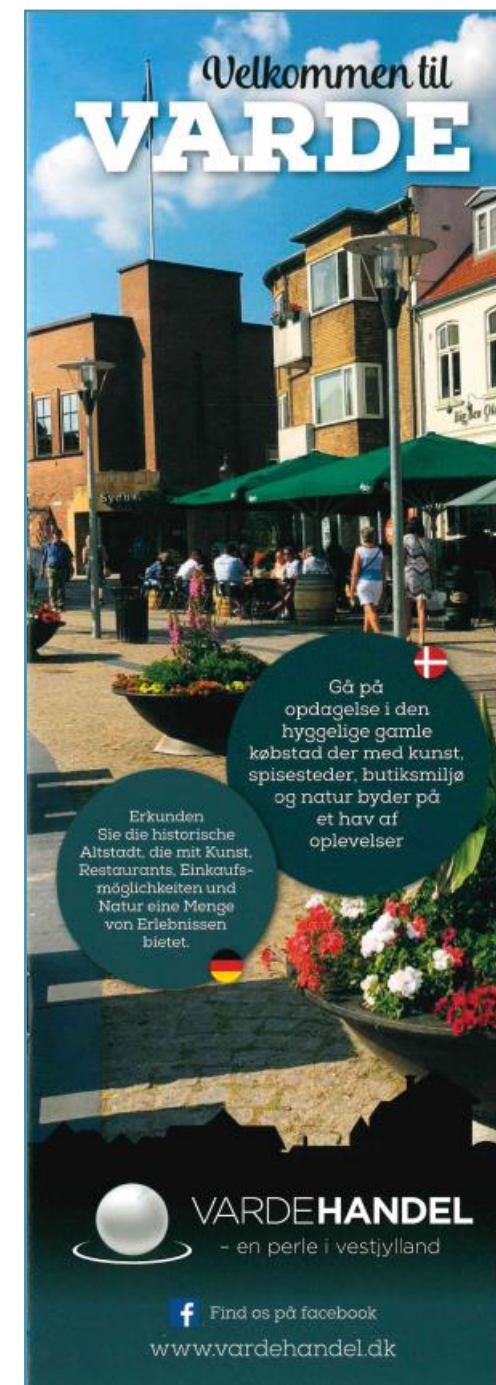 Velkommen til
VARDE
Gå på
opdagelse i den
hyggelige gamle
købstad der med kunst,
spisesteder, butiksmiljø
og natur byder på
et hav af
oplevelser
Erkunden
Sie die historische
Altstadt, die mit Kunst,
Restaurants, Einkaufs-
möglichkeiten und
Natur eine Menge
von Erlebnissen
bietet.
VARDEHANDEL
– en perle i vestjylland
f Find os på facebook
www.vardehandel.dk